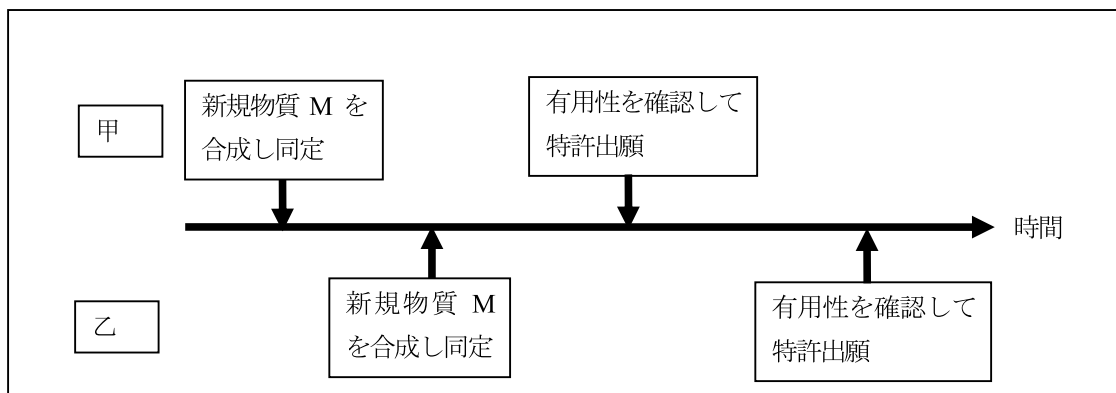 甲
新規物質 M を
合成し同定
有用性を確認して
特許出願
時間
乙
新規物質 M
を合成し同定
有用性を確認して
特許出願